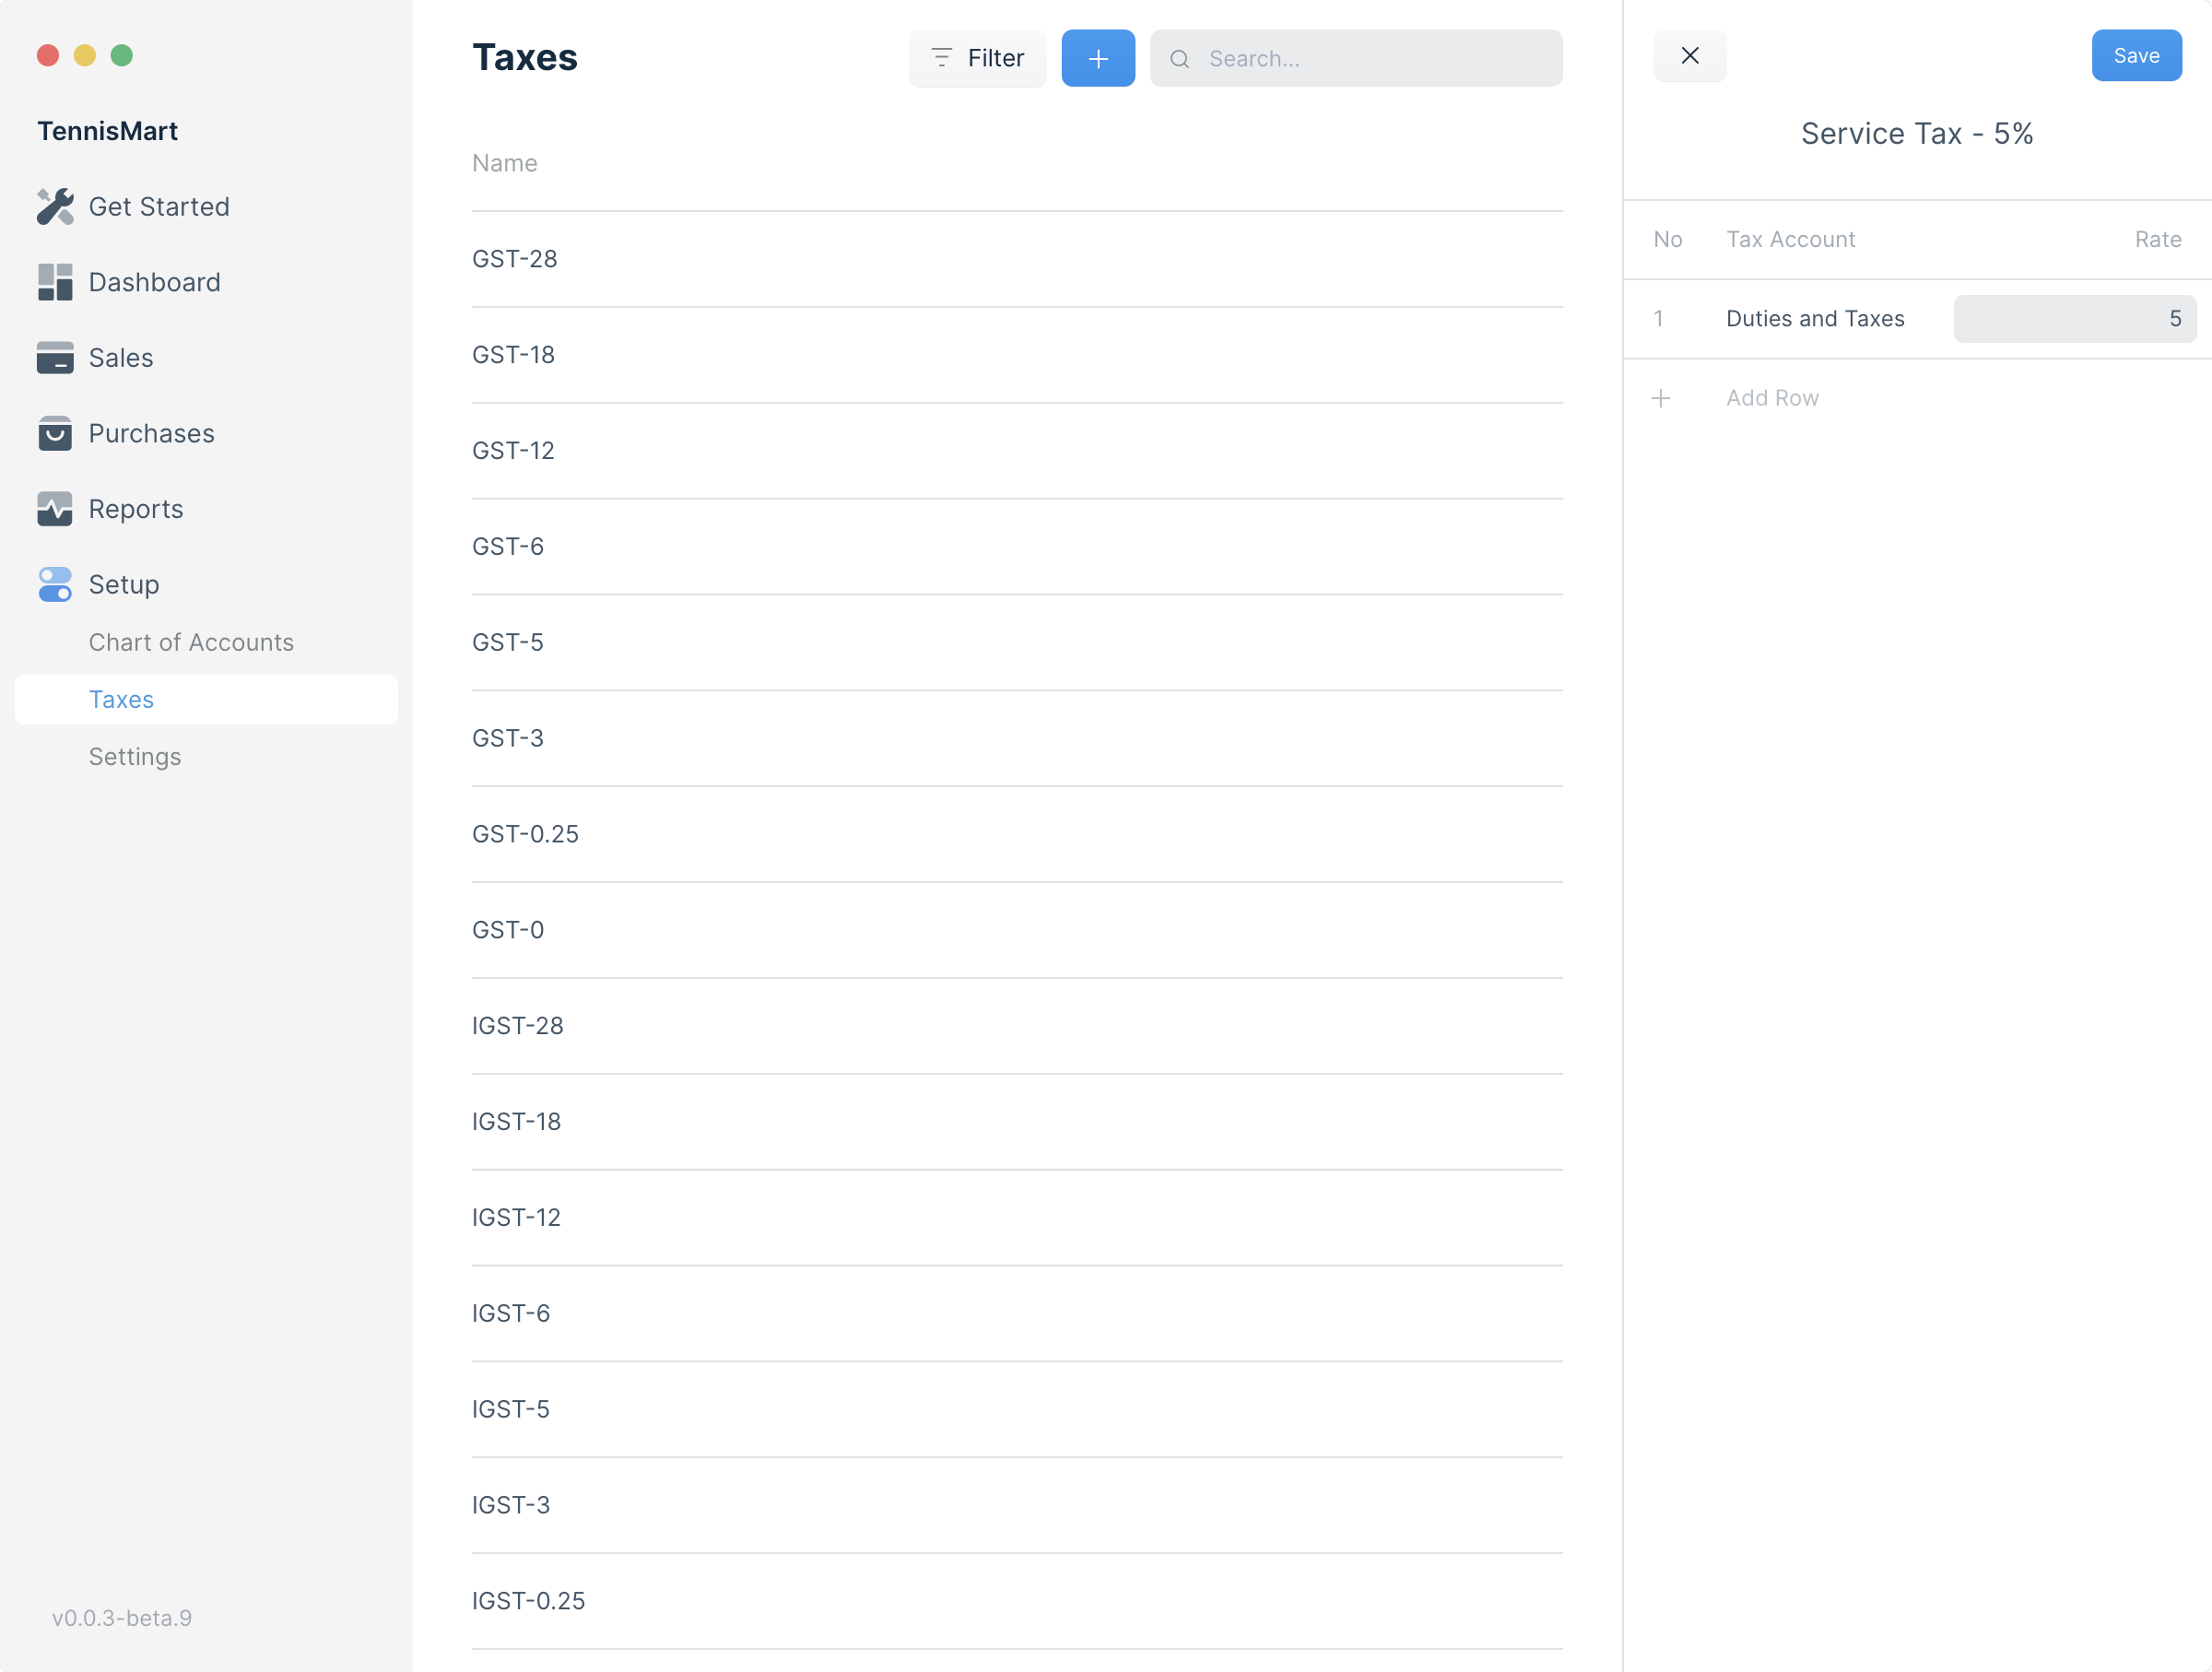 TennisMart
Get Started
Dashboard
Sales
Purchases
Reports
Setup
Chart of Accounts
Taxes
Settings
v0.0.3-beta.9
Taxes
Filter
Search...
Name
GST-28
GST-18
GST-12
GST-6
GST-5
GST-3
GST-0.25
GST-0
IGST-28
IGST-18
IGST-12
IGST-6
IGST-5
IGST-3
IGST-0.25
Save
Service Tax - 5%
No Tax Account Rate
1 Duties and Taxes 5
Add Row